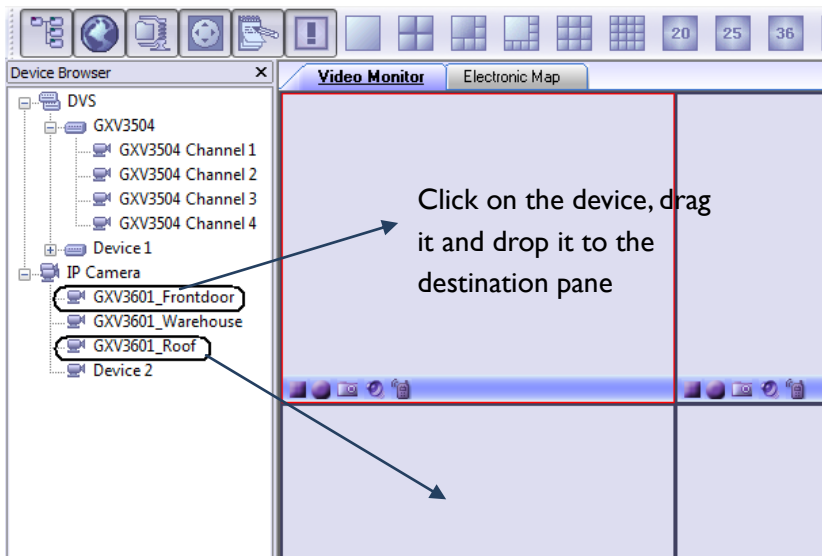 20 25 36
Device Browser x
Video Monitor Electronic Map
DVS
GXV3504
GXV3504 Channel 1
GXV3504 Channel 2
GXV3504 Channel 3
GXV3504 Channel 4
Device 1
IP Camera
GXV3601_Frontdoor
GXV3601_Warehouse
GXV3601_Roof
Device 2
Click on the device, drag
it and drop it to the
destination pane